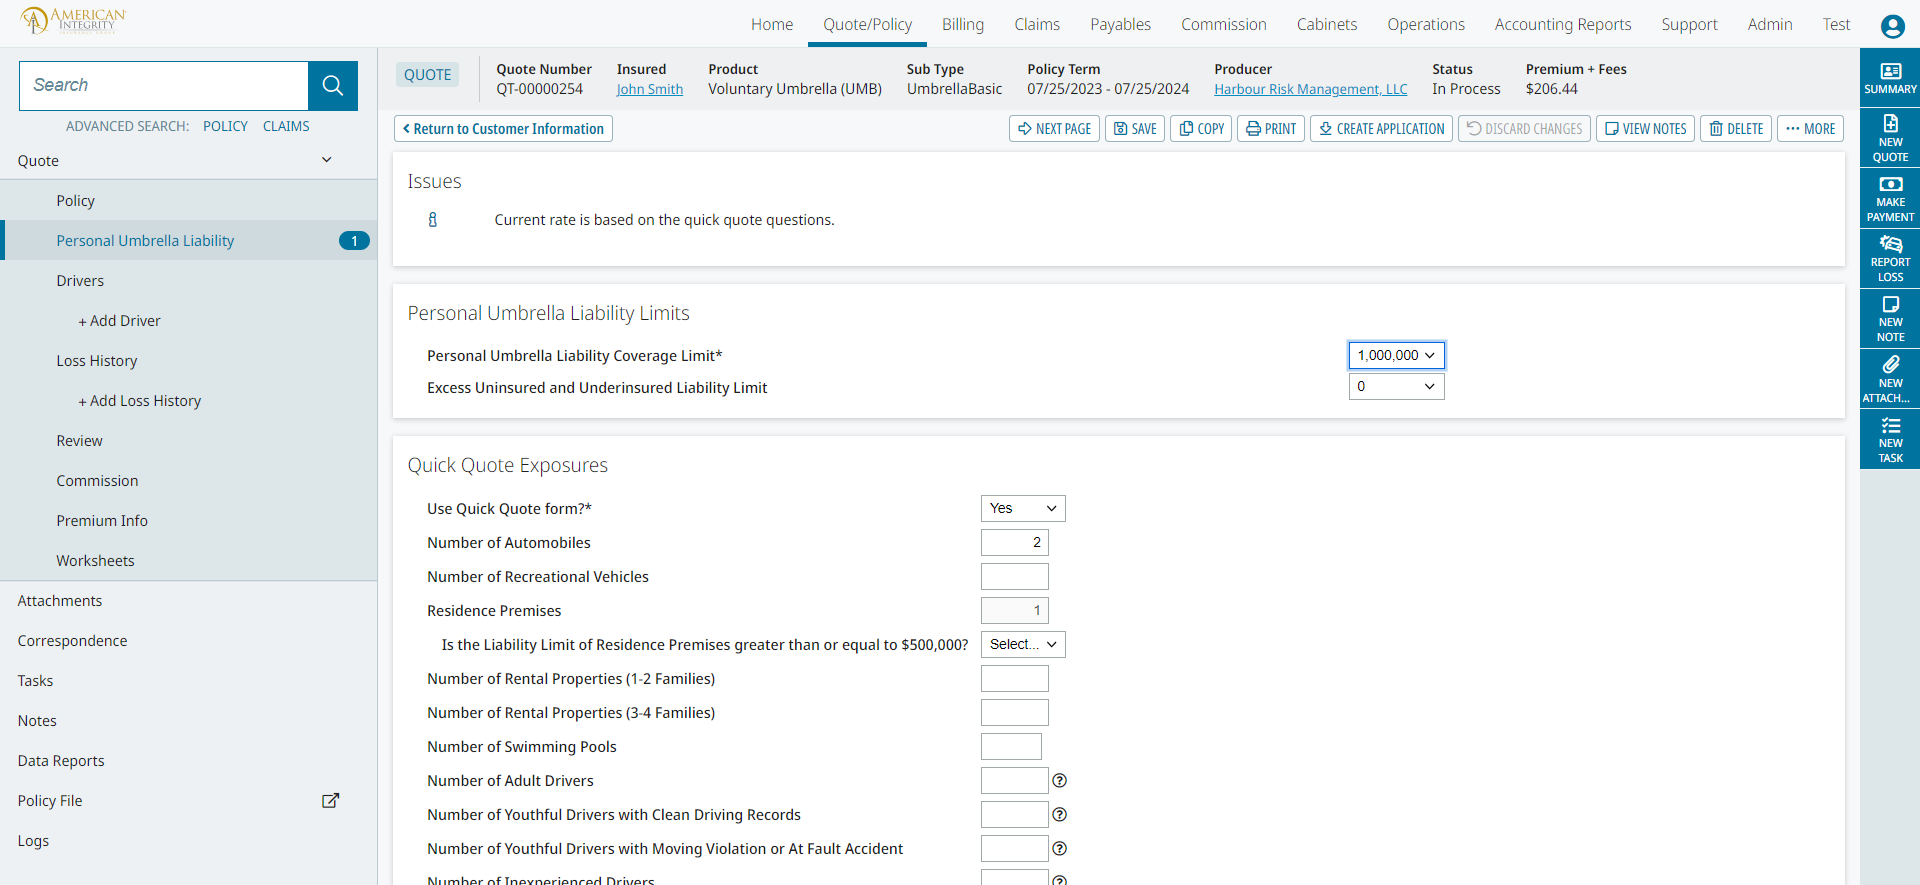 AMERICAN
INTEGRITY
Home
Quote/Policy
Billing
Claims
Payables
Commission
Cabinets
Operations
Accounting Reports
Support
Admin
Test
Search
ADVANCED SEARCH: POLICY CLAIMS
Quote
Policy
Personal Umbrella Liability 1
Drivers
+ Add Driver
Loss History
+ Add Loss History
Review
Commission
Premium Info
Worksheets
Attachments
Correspondence
Tasks
Notes
Data Reports
Policy File
Logs
QUOTE
Quote Number
QT-00000254
Insured
John Smith
Product
Voluntary Umbrella (UMB)
Sub Type
UmbrellaBasic
Policy Term
07/25/2023 - 07/25/2024
Producer
Harbour Risk Management, LLC
Status
In Process
Premium + Fees
$206.44
Return to Customer Information
NEXT PAGE
SAVE
COPY
PRINT
CREATE APPLICATION
DISCARD CHANGES
VIEW NOTES
DELETE
MORE
Issues
Current rate is based on the quick quote questions.
Personal Umbrella Liability Limits
Personal Umbrella Liability Coverage Limit* 1,000,000
Excess Uninsured and Underinsured Liability Limit 0
Quick Quote Exposures
Use Quick Quote form?* Yes
Number of Automobiles 2
Number of Recreational Vehicles
Residence Premises 1
Is the Liability Limit of Residence Premises greater than or equal to $500,000? Select...
Number of Rental Properties (1-2 Families)
Number of Rental Properties (3-4 Families)
Number of Swimming Pools
Number of Adult Drivers
Number of Youthful Drivers with Clean Driving Records
Number of Youthful Drivers with Moving Violation or At Fault Accident
Number of Inexperienced Drivers
SUMMARY
NEW
QUOTE
MAKE
PAYMENT
REPORT
LOSS
NEW
NOTE
NEW
ATTACH...
NEW
TASK